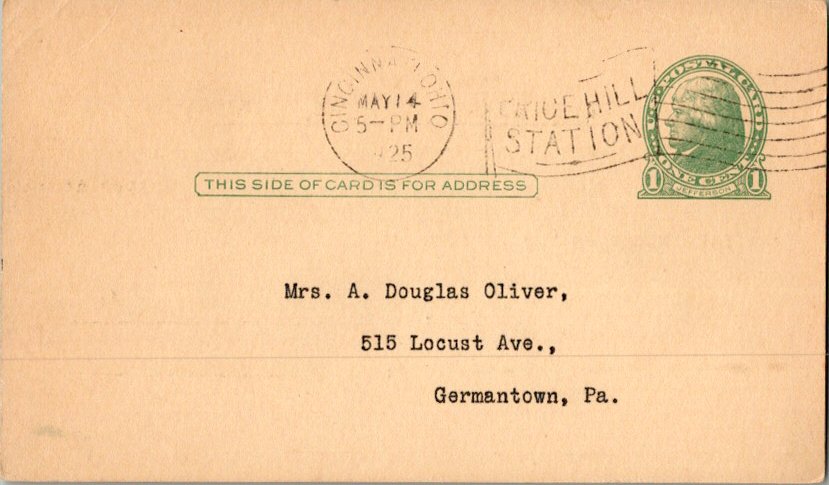 CINCINNATI, OHIO
MAY 14
5-PM
1925
PRICE HILL
STATION
U.S. POSTAL CARD
ONE CENT
1 JEFFERSON 1
THIS SIDE OF CARD IS FOR ADDRESS
Mrs. A. Douglas Oliver,
515 Locust Ave.,
Germantown, Pa.